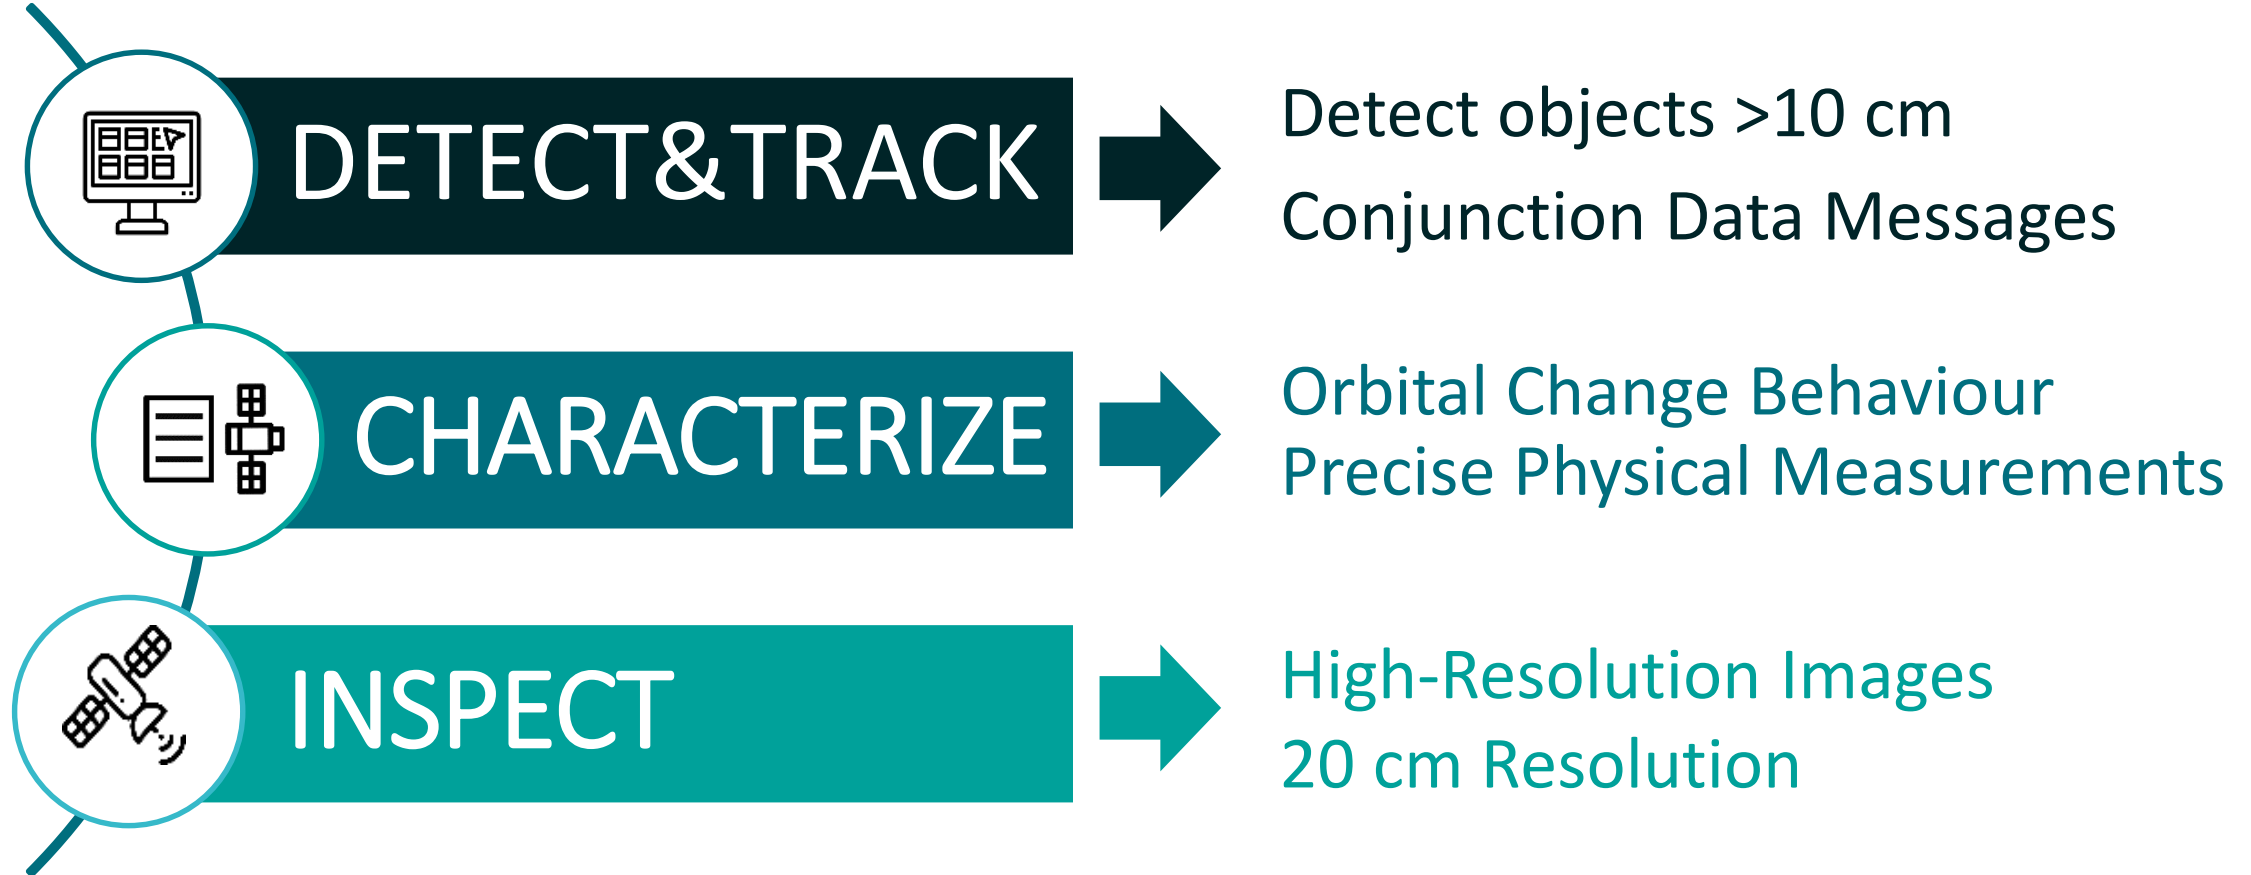 DETECT&TRACK
Detect objects >10 cm
Conjunction Data Messages
CHARACTERIZE
Orbital Change Behaviour
Precise Physical Measurements
INSPECT
High-Resolution Images
20 cm Resolution